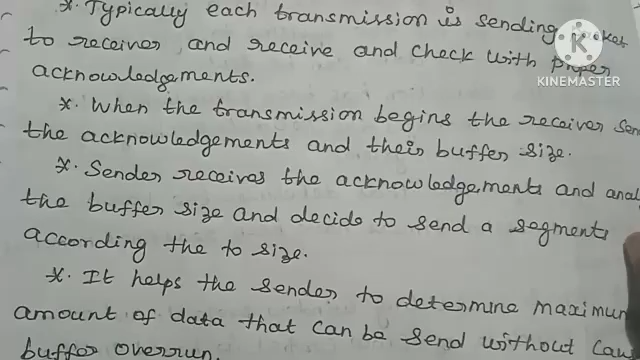 *. Typically each transmission is sending
to receiver and receive and check with proper
acknowledgements.
*. When the transmission begins the receiver
the acknowledgements and their buffer size.
*. Sender receives the acknowledgements and
the buffer size and decide to send a segments
according the to size.
*. It helps the sender to determine maximum
amount of data that can be send without
buffer overrun.
KINEMASTER